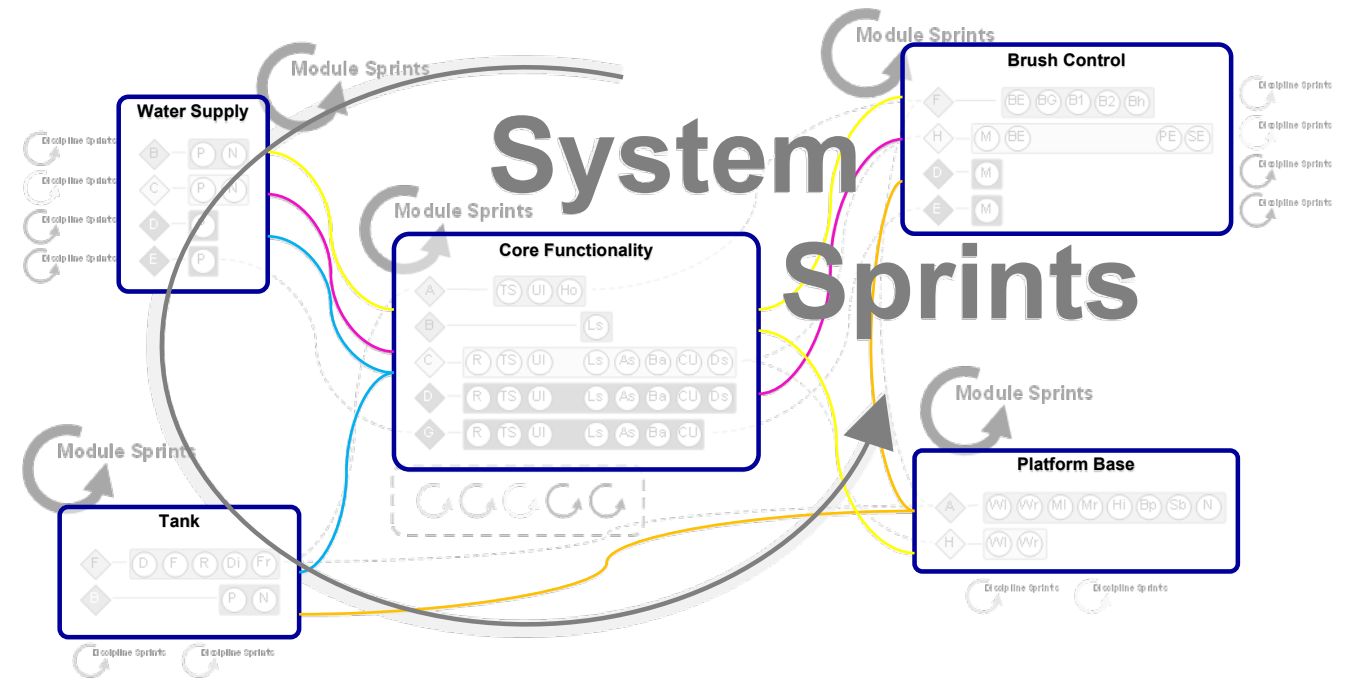 Module Sprints
Brush Control
F BE BG B1 B2 Bh
H M BE PE SE
D M
E M
Discipline Sprints
Discipline Sprints
Discipline Sprints
Discipline Sprints
Module Sprints
Water Supply
B P N
C P N
D
E P
Discipline Sprints
Discipline Sprints
Discipline Sprints
Discipline Sprints
System
Sprints
Module Sprints
Core Functionality
A TS UI Ho
B Ls
C R TS UI Ls As Ba CU Ds
D R TS UI Ls As Ba CU Ds
G R TS UI Ls As Ba CU
Module Sprints
Platform Base
A Wl Wr Ml Mr Hi Bp Sb N
H Wl Wr
Discipline Sprints Discipline Sprints
Module Sprints
Tank
F D F R Di Fr
B P N
Discipline Sprints Discipline Sprints